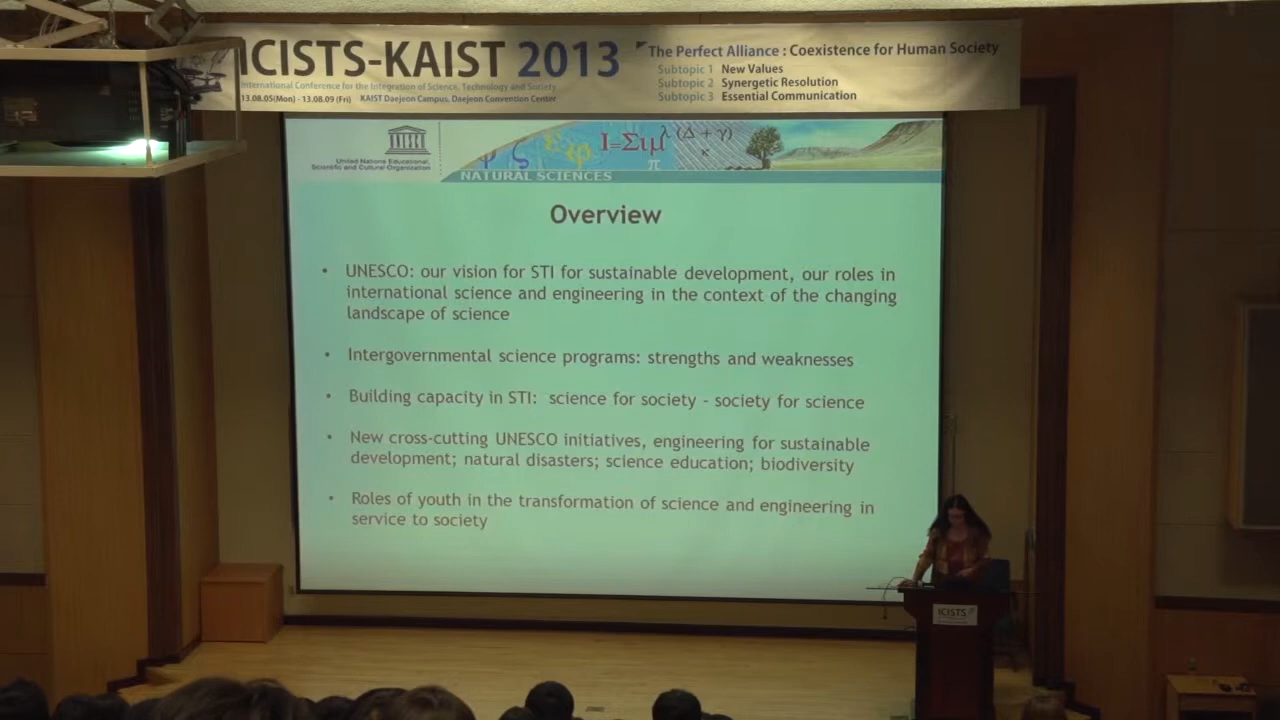 ICISTS-KAIST 2013
International Conference for the Integration of Science, Technology and Society
13.08.05(Mon) - 13.08.09 (Fri) KAIST Daejeon Campus, Daejeon Convention Center
The Perfect Alliance : Coexistence for Human Society
Subtopic 1 New Values
Subtopic 2 Synergetic Resolution
Subtopic 3 Essential Communication
United Nations Educational,
Scientific and Cultural Organization
I=Σιμλ(Δ+γ)
π κ
NATURAL SCIENCES
Overview
• UNESCO: our vision for STI for sustainable development, our roles in
international science and engineering in the context of the changing
landscape of science
• Intergovernmental science programs: strengths and weaknesses
• Building capacity in STI: science for society - society for science
• New cross-cutting UNESCO initiatives, engineering for sustainable
development; natural disasters; science education; biodiversity
• Roles of youth in the transformation of science and engineering in
service to society
ICISTS